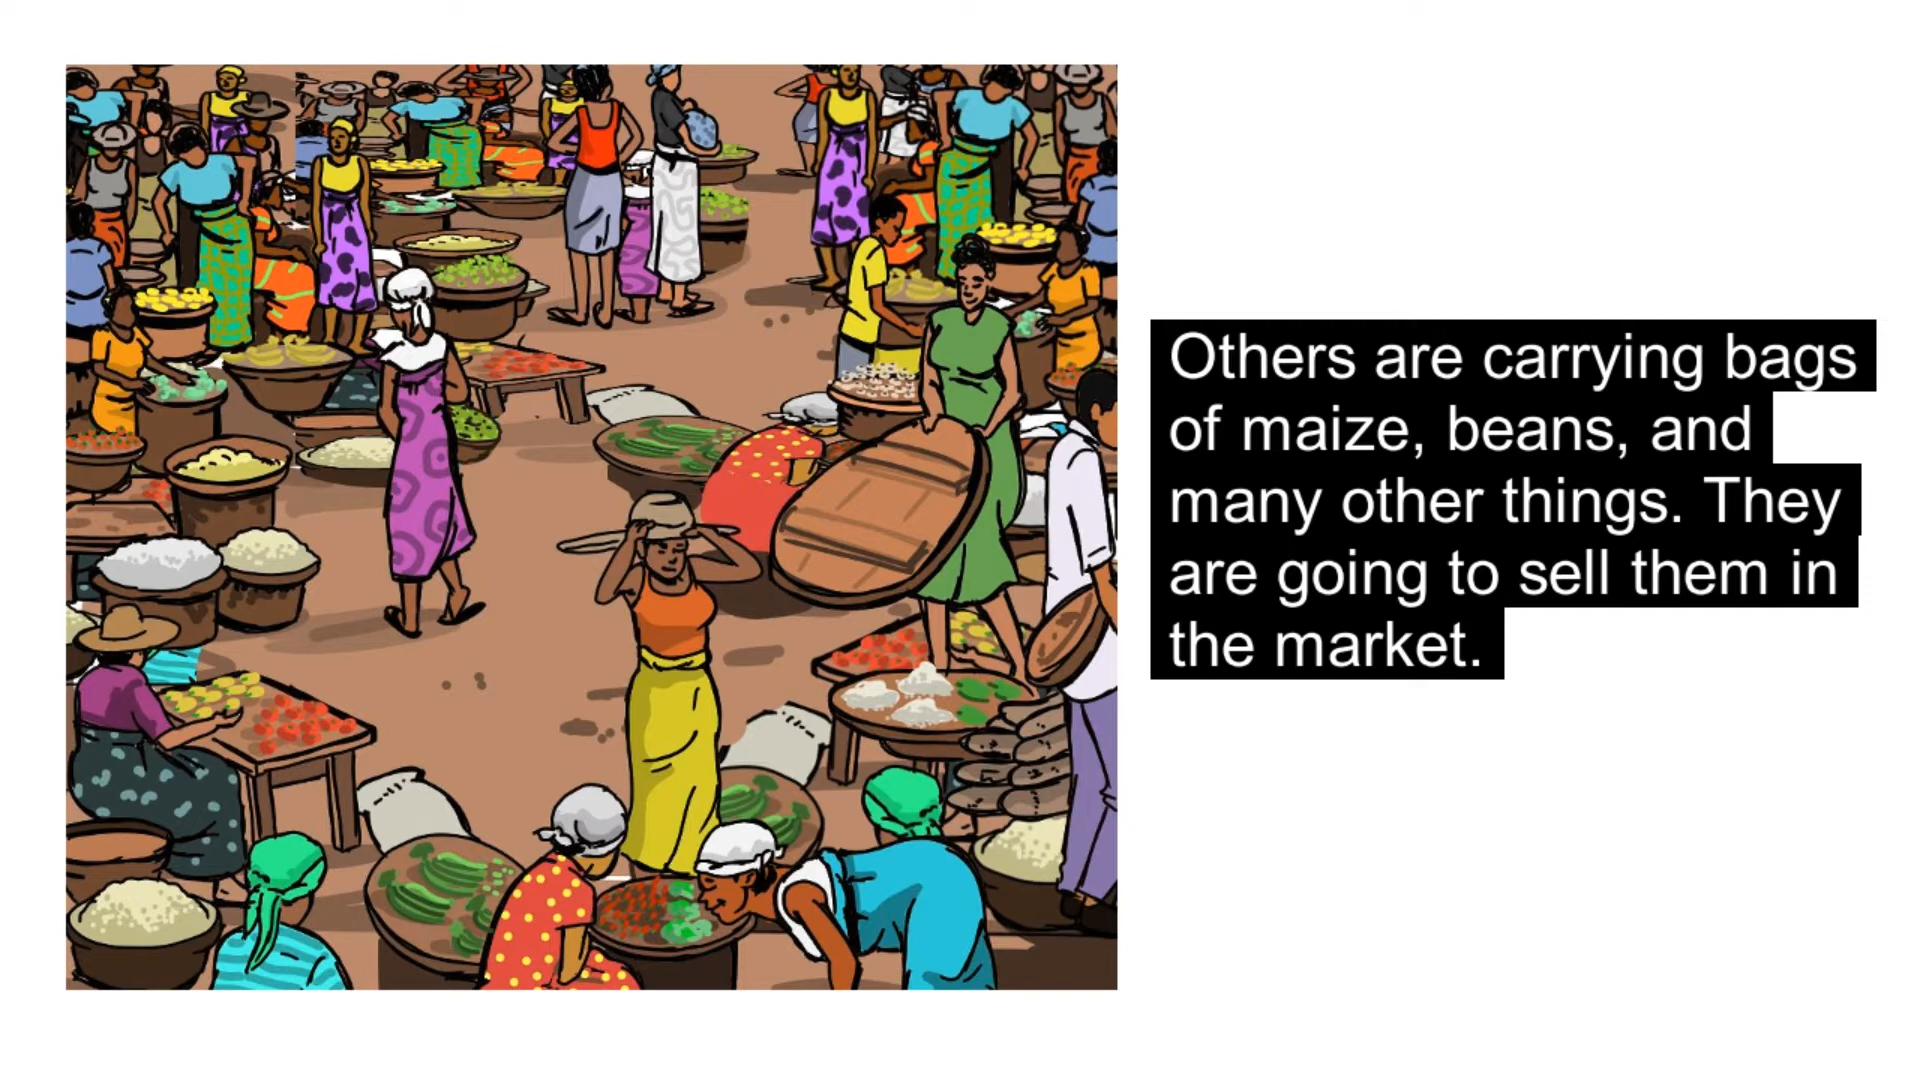 Others are carrying bags
of maize, beans, and
many other things. They
are going to sell them in
the market.